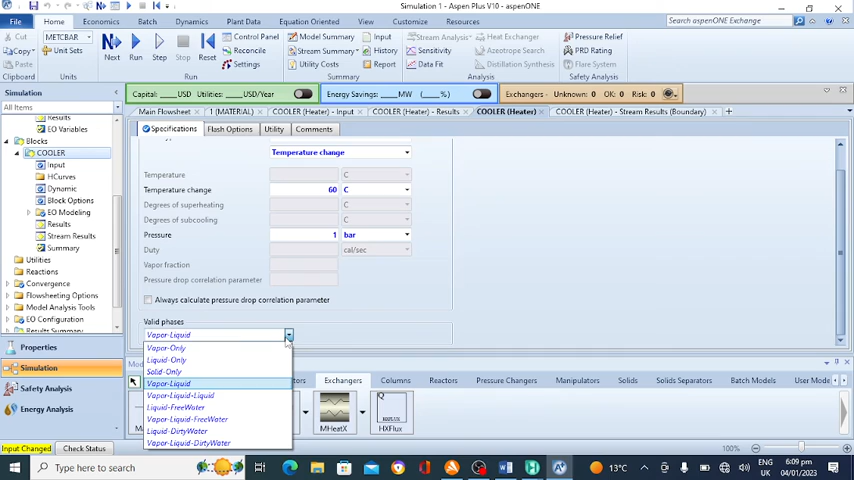 Simulation 1 - Aspen Plus V10 - aspenONE
File Home Economics Batch Dynamics Plant Data Equation Oriented View Customize Resources Search aspenONE Exchange
Cut METCBAR Control Panel Model Summary Input Stream Analysis Heat Exchanger Pressure Relief
Copy Unit Sets Reconcile Stream Summary History Sensitivity Azeotrope Search PRD Rating
Paste Next Run Step Stop Reset Settings Utility Costs Report Data Fit Distillation Synthesis Flare System
Clipboard Units Run Summary Analysis Safety Analysis
Simulation Capital: USD Utilities: USD/Year Energy Savings: MW ( %) Exchangers - Unknown: 0 OK: 0 Risk: 0
All Items Main Flowsheet 1 (MATERIAL) COOLER (Heater) - Input COOLER (Heater) - Results COOLER (Heater) COOLER (Heater) - Stream Results (Boundary)
Results
EO Variables Specifications Flash Options Utility Comments
Blocks
COOLER Temperature change
Input
HCurves Temperature C
Dynamic Temperature change 60 C
Block Options Degrees of superheating C
EO Modeling Degrees of subcooling C
Results Pressure 1 bar
Stream Results Duty cal/sec
Summary Vapor fraction
Utilities
Reactions Pressure drop correlation parameter
Convergence
Flowsheeting Options Always calculate pressure drop correlation parameter
Model Analysis Tools
EO Configuration Valid phases
Results Summary Vapor-Liquid
Properties Vapor-Only
Liquid-Only
Simulation Solid-Only
Vapor-Liquid Exchangers Columns Reactors Pressure Changers Manipulators Solids Solids Separators Batch Models User Mode
Safety Analysis Vapor-Liquid-Liquid
Energy Analysis Liquid-FreeWater
Vapor-Liquid-FreeWater
Liquid-DirtyWater MHeatX HXFlux
Vapor-Liquid-DirtyWater
Input Changed Check Status 100%
Type here to search 13°C ENG UK 6:09 pm 04/01/2023